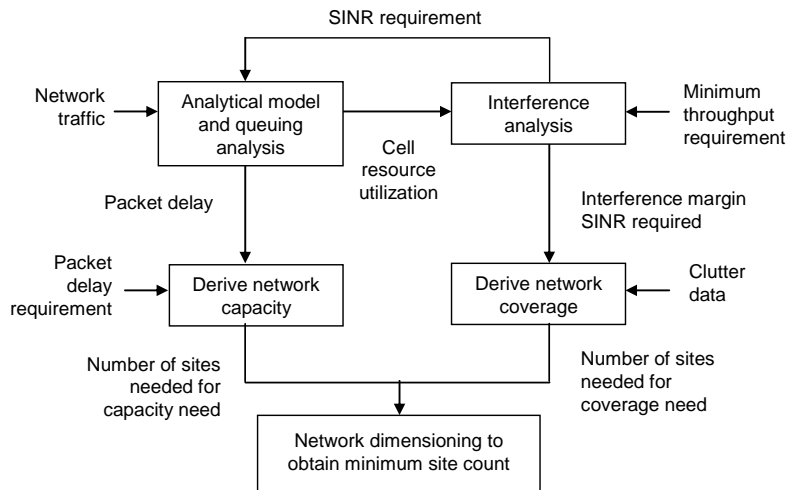 SINR requirement
Network
traffic
Analytical model
and queuing
analysis
Interference
analysis
Minimum
throughput
requirement
Cell
resource
utilization
Packet delay
Interference margin
SINR required
Packet
delay
requirement
Derive network
capacity
Derive network
coverage
Clutter
data
Number of sites
needed for
capacity need
Number of sites
needed for
coverage need
Network dimensioning to
obtain minimum site count